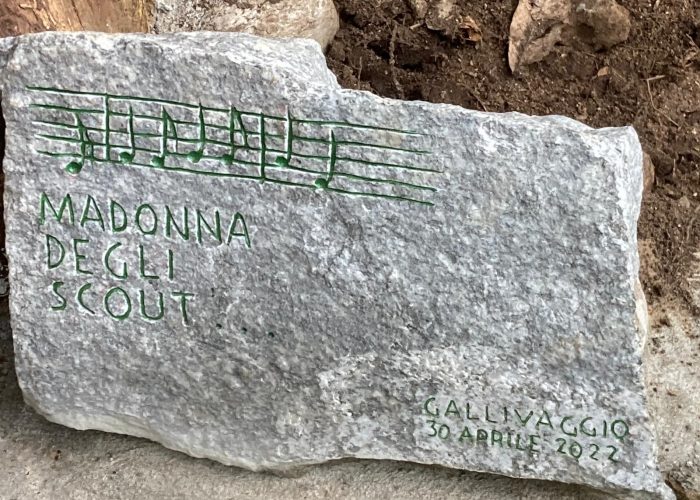 MADONNA
DEGLI
SCOUT...
GALLIVAGGIO
30 APRILE 2022